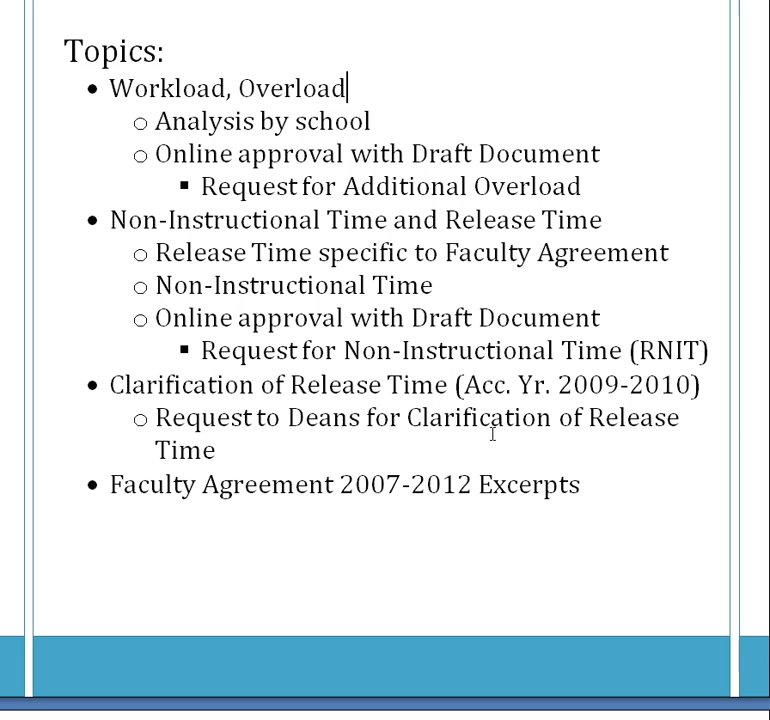 Topics:
• Workload, Overload
○ Analysis by school
○ Online approval with Draft Document
▪ Request for Additional Overload
• Non-Instructional Time and Release Time
○ Release Time specific to Faculty Agreement
○ Non-Instructional Time
○ Online approval with Draft Document
▪ Request for Non-Instructional Time (RNIT)
• Clarification of Release Time (Acc. Yr. 2009-2010)
○ Request to Deans for Clarification of Release
Time
• Faculty Agreement 2007-2012 Excerpts